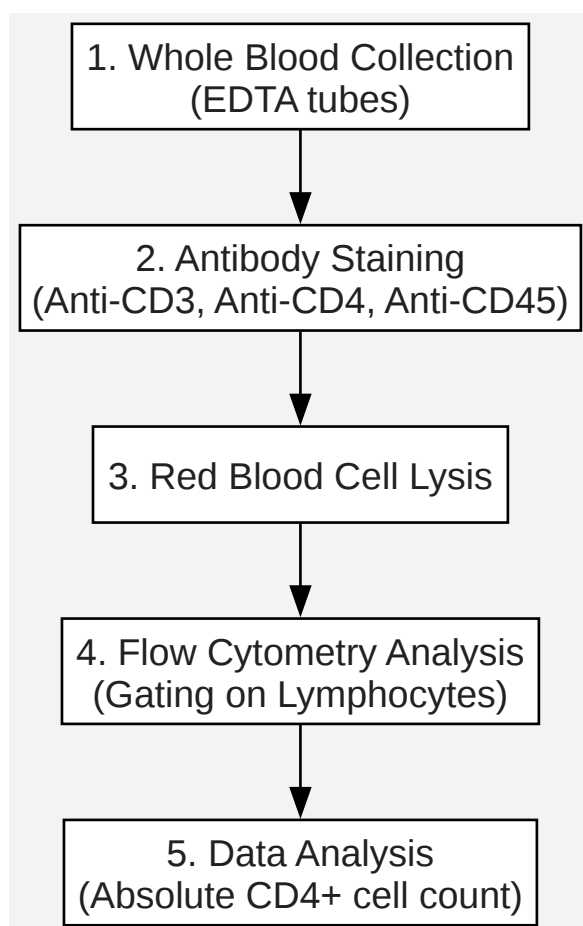 1. Whole Blood Collection
(EDTA tubes)
2. Antibody Staining
(Anti-CD3, Anti-CD4, Anti-CD45)
3. Red Blood Cell Lysis
4. Flow Cytometry Analysis
(Gating on Lymphocytes)
5. Data Analysis
(Absolute CD4+ cell count)